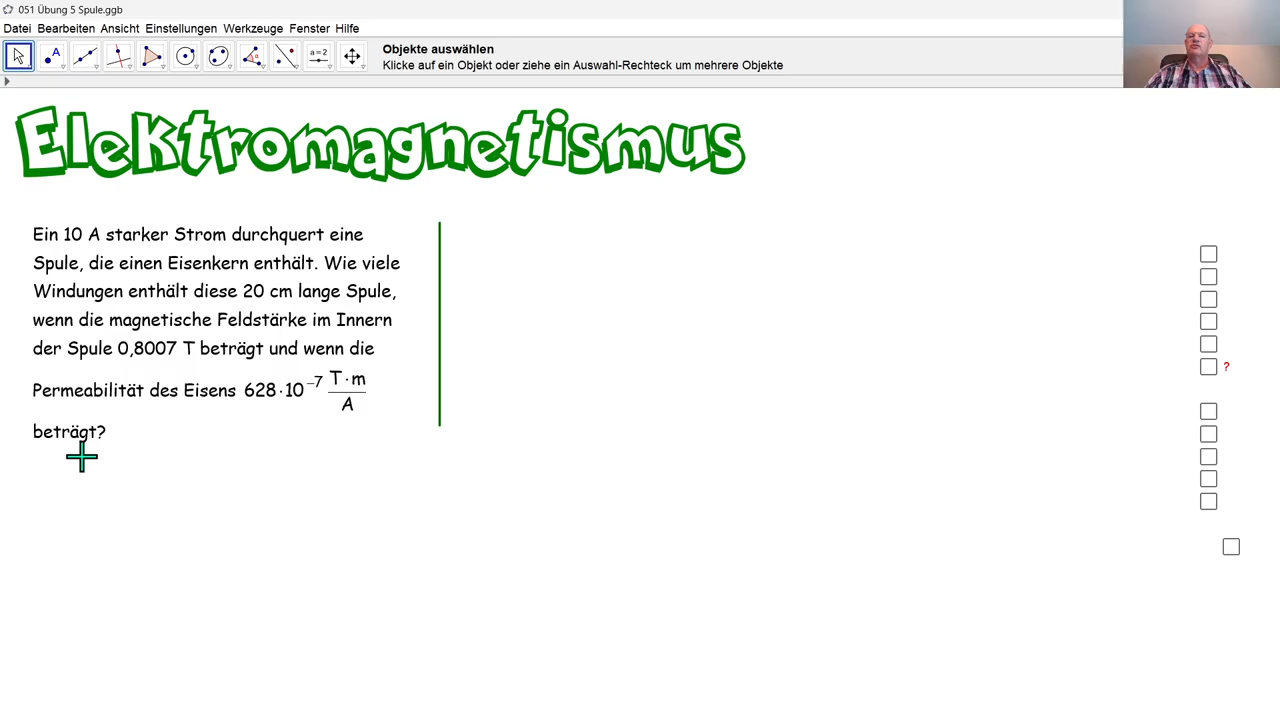 051 Übung 5 Spule.ggb
Datei Bearbeiten Ansicht Einstellungen Werkzeuge Fenster Hilfe
A
a=2
Objekte auswählen
Klicke auf ein Objekt oder ziehe ein Auswahl-Rechteck um mehrere Objekte
Elektromagnetismus
Ein 10 A starker Strom durchquert eine
Spule, die einen Eisenkern enthält. Wie viele
Windungen enthält diese 20 cm lange Spule,
wenn die magnetische Feldstärke im Innern
der Spule 0,8007 T beträgt und wenn die
Permeabilität des Eisens 628·10⁻⁷ T·m/A
beträgt?
?